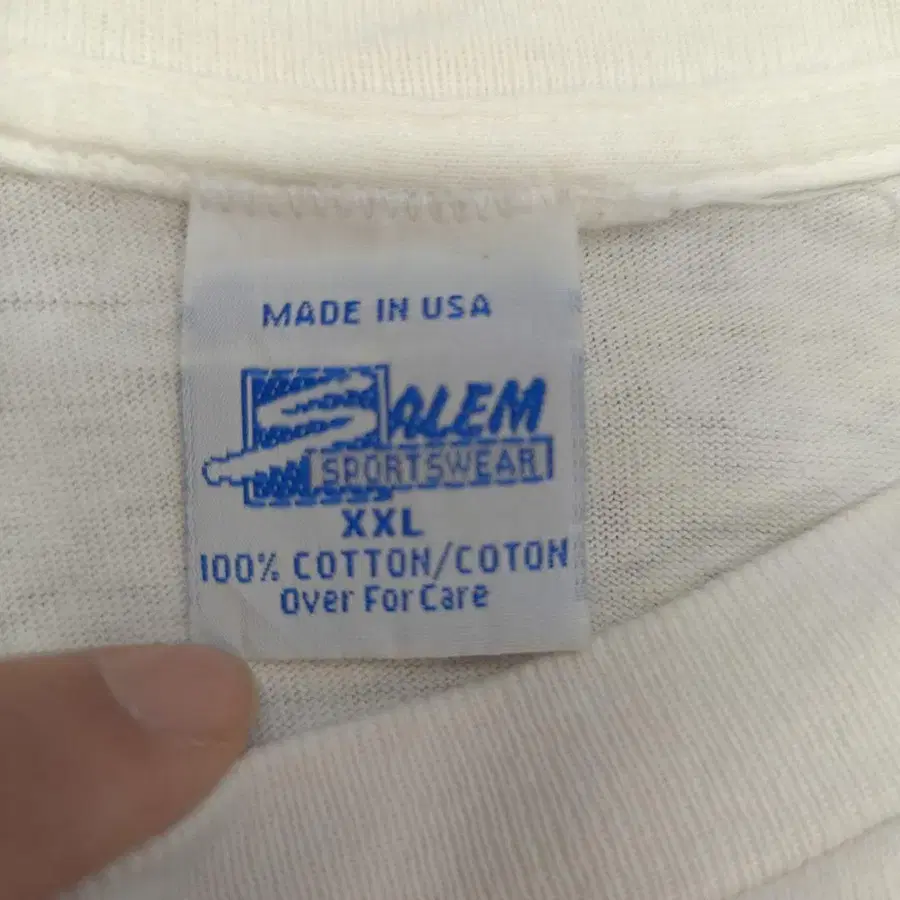 MADE IN USA
SALEM
SPORTSWEAR
XXL
100% COTTON/COTON
Over For Care